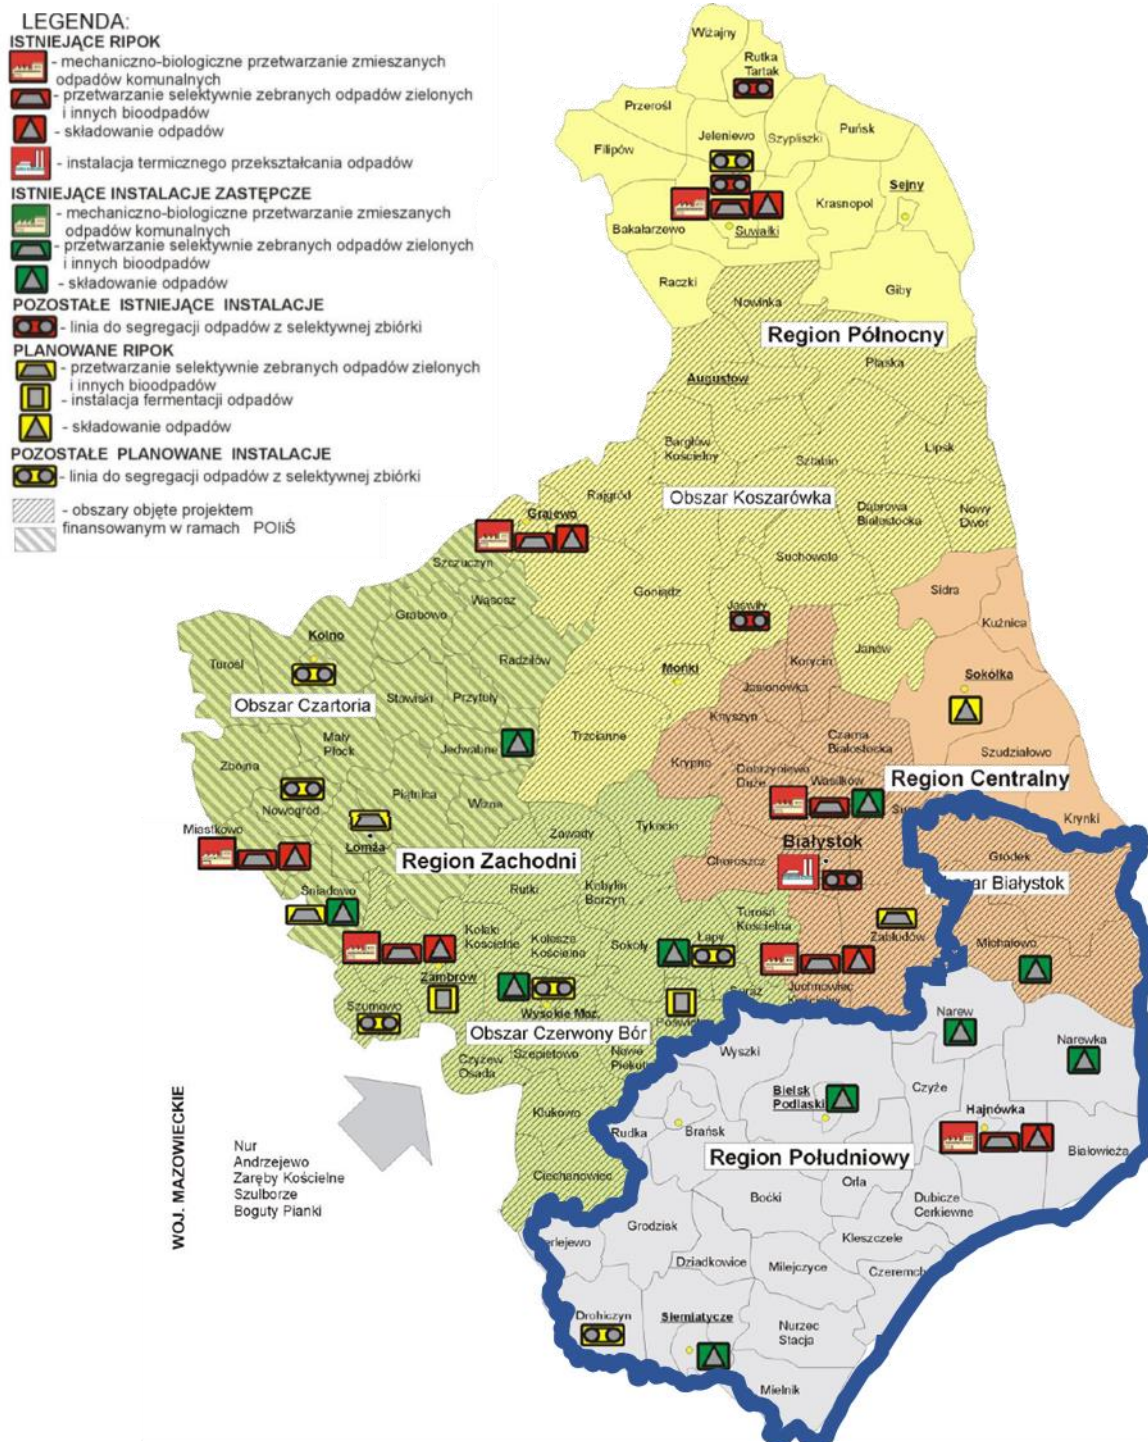 LEGENDA:
ISTNIEJĄCE RIPOK
- mechaniczno-biologiczne przetwarzanie zmieszanych
odpadów komunalnych
- przetwarzanie selektywnie zebranych odpadów zielonych
i innych bioodpadów
- składowanie odpadów
- instalacja termicznego przekształcania odpadów
ISTNIEJĄCE INSTALACJE ZASTĘPCZE
- mechaniczno-biologiczne przetwarzanie zmieszanych
odpadów komunalnych
- przetwarzanie selektywnie zebranych odpadów zielonych
i innych bioodpadów
- składowanie odpadów
POZOSTAŁE ISTNIEJĄCE INSTALACJE
- linia do segregacji odpadów z selektywnej zbiórki
PLANOWANE RIPOK
- przetwarzanie selektywnie zebranych odpadów zielonych
i innych bioodpadów
- instalacja fermentacji odpadów
- składowanie odpadów
POZOSTAŁE PLANOWANE INSTALACJE
- linia do segregacji odpadów z selektywnej zbiórki
- obszary objęte projektem
finansowanym w ramach POIiŚ
Wiżajny
Rutka
Tartak
Przerośl
Jeleniewo
Szypliszki
Puńsk
Filipów
Sejny
Krasnopol
Bakałarzewo
Suwałki
Raczki
Giby
Nowinka
Region Północny
Płaska
Augustów
Bargłów
Kościelny
Sztabin
Lipsk
Rajgród
Obszar Koszarówka
Dąbrowa
Białostocka
Nowy
Dwór
Grajewo
Suchowola
Szczuczyn
Wąsosz
Grabowo
Goniądz
Jaświły
Sidra
Kuźnica
Kolno
Turośl
Radziłów
Korycin
Janów
Mońki
Jasionówka
Sokółka
Obszar Czartoria
Stawiski
Przytuły
Knyszyn
Mały
Płock
Jedwabne
Trzcianne
Czarna
Białostocka
Szudziałowo
Zbójna
Krypno
Dobrzyniewo
Duże
Wasilków
Region Centralny
Nowogród
Piątnica
Wizna
Tykocin
Krynki
Miastkowo
Łomża
Zawady
Białystok
Gródek
Region Zachodni
Choroszcz
Białystok
Śniadowo
Rutki
Kobylin
Borzyn
Turośń
Kościelna
Zabłudów
Michałowo
Kołaki
Kościelne
Kulesze
Kościelne
Sokoły
Łapy
Zambrów
Suraż
Juchnowiec
Kościelny
Szumowo
Wysokie Maz.
Narew
Obszar Czerwony Bór
Wyszki
Narewka
Czyżew
Osada
Szepietowo
Nowe
Bielsk
Podlaski
Czyże
Klukowo
Hajnówka
Rudka
Brańsk
Białowieża
Region Południowy
Ciechanowiec
Orla
Boćki
Dubicze
Cerkiewne
Grodzisk
Kleszczele
Dziadkowice
Milejczyce
Drohiczyn
Siemiatycze
Nurzec
Stacja
Mielnik
WOJ. MAZOWIECKIE
Nur
Andrzejewo
Zaręby Kościelne
Szulborze
Boguty Pianki